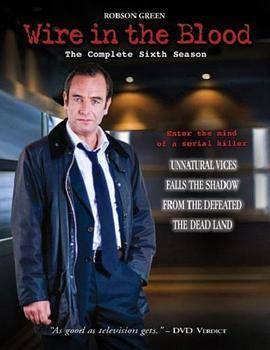 ROBSON GREEN
Wire in the Blood
The Complete Sixth Season
Enter the mind
of a serial killer
UNNATURAL VICES
FALLS THE SHADOW
FROM THE DEFEATED
THE DEAD LAND
"As good as television gets." – DVD VERDICT